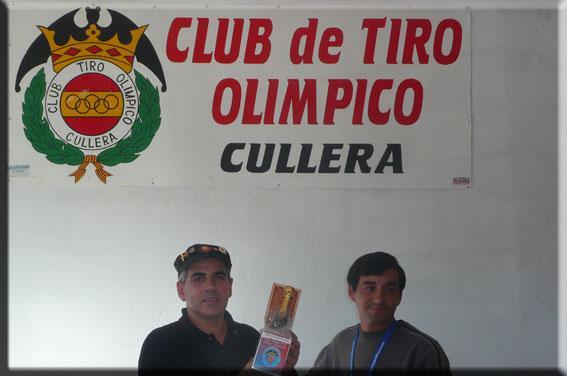 CLUB de TIRO
OLIMPICO
CULLERA
CLUB TIRO OLIMPICO
CULLERA